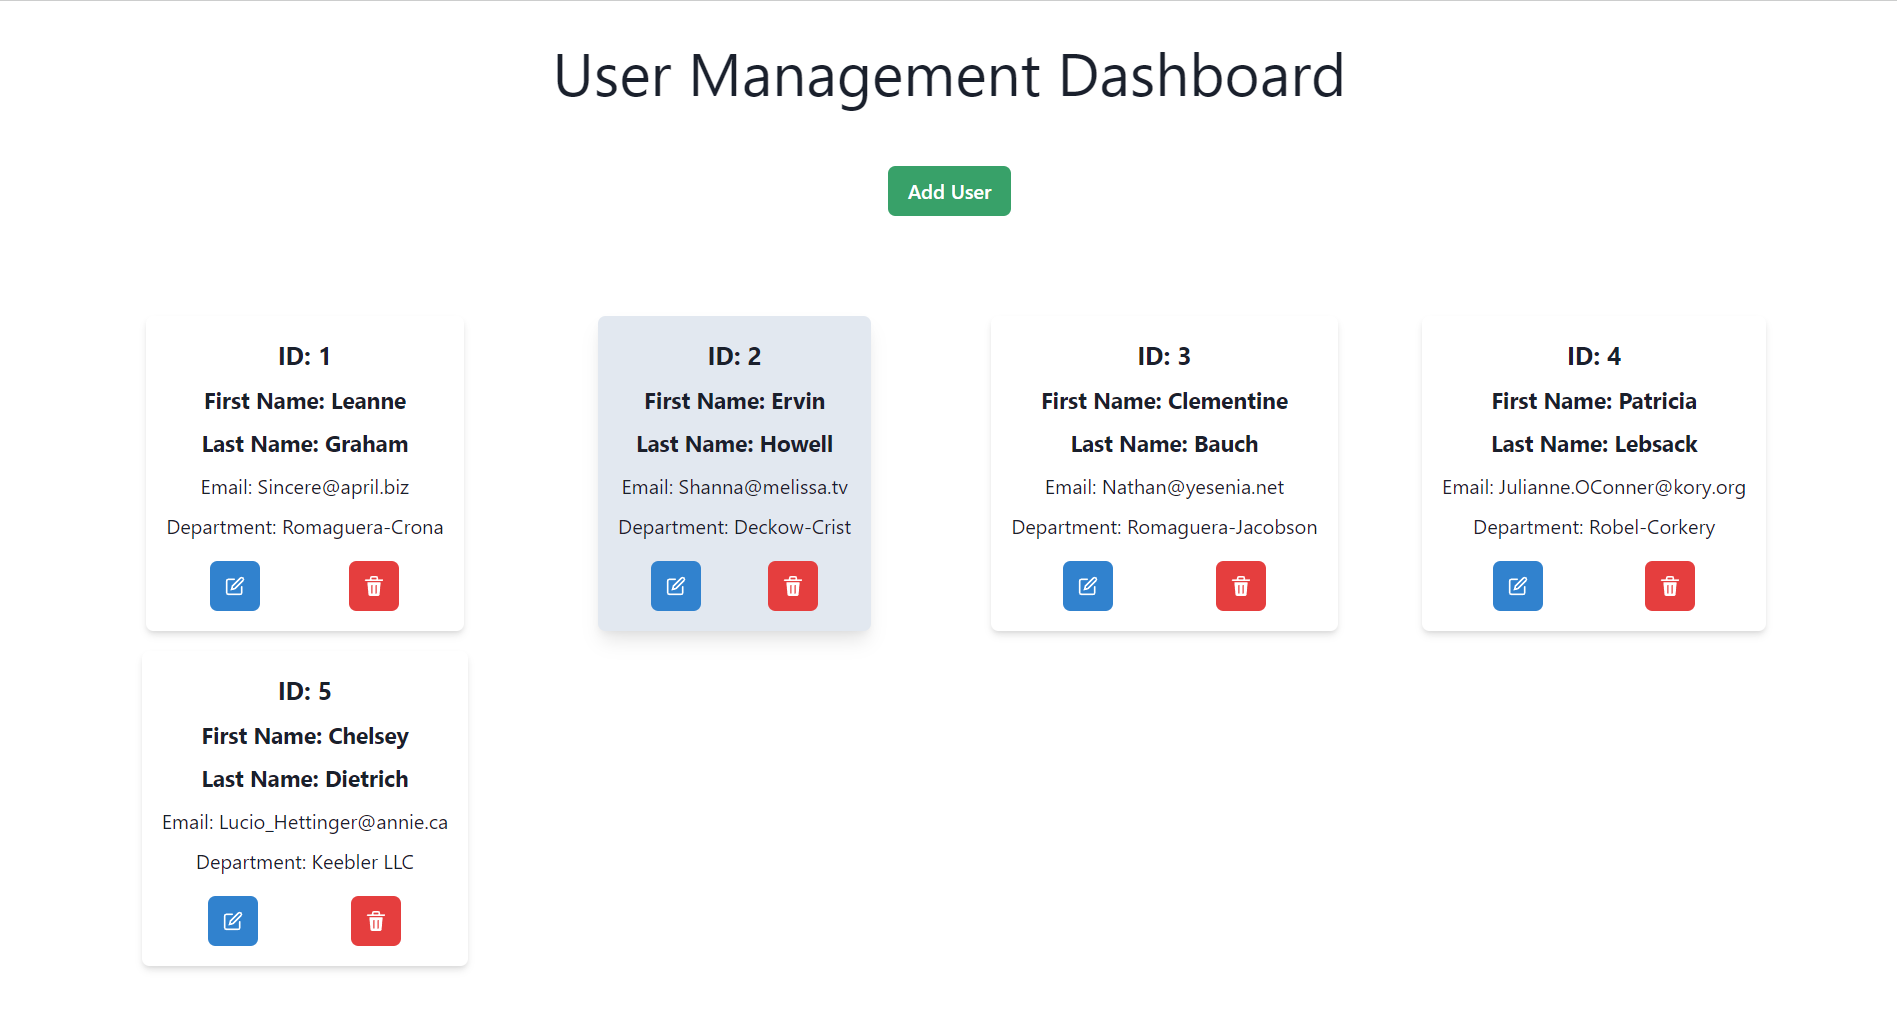 User Management Dashboard
Add User
ID: 1
First Name: Leanne
Last Name: Graham
Email: Sincere@april.biz
Department: Romaguera-Crona
ID: 2
First Name: Ervin
Last Name: Howell
Email: Shanna@melissa.tv
Department: Deckow-Crist
ID: 3
First Name: Clementine
Last Name: Bauch
Email: Nathan@yesenia.net
Department: Romaguera-Jacobson
ID: 4
First Name: Patricia
Last Name: Lebsack
Email: Julianne.OConner@kory.org
Department: Robel-Corkery
ID: 5
First Name: Chelsey
Last Name: Dietrich
Email: Lucio_Hettinger@annie.ca
Department: Keebler LLC